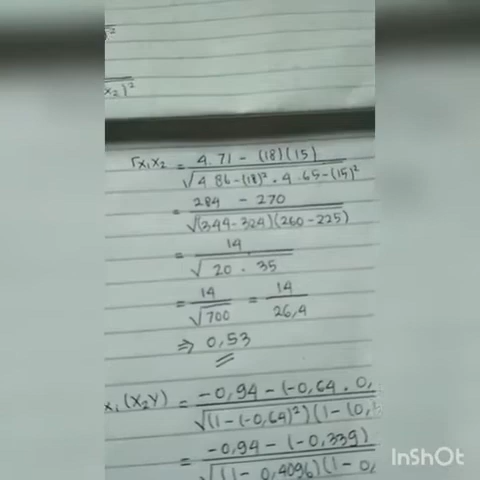 x₂)²
rx₁x₂ = 4.71 - (18)(15) / √4.86-(18)² . 4.65-(15)²
= 284 - 270 / √(344-324)(260-225)
= 14 / √20 . 35
= 14 / √700 = 14 / 26,4
⇒ 0,53
x₁(x₂y) = -0,94 - (-0,64 . 0, / √(1-(-0,64)²)(1-(0,
= -0,94 - (-0,339) / √(1-0,4096)(1-0,
InShOt